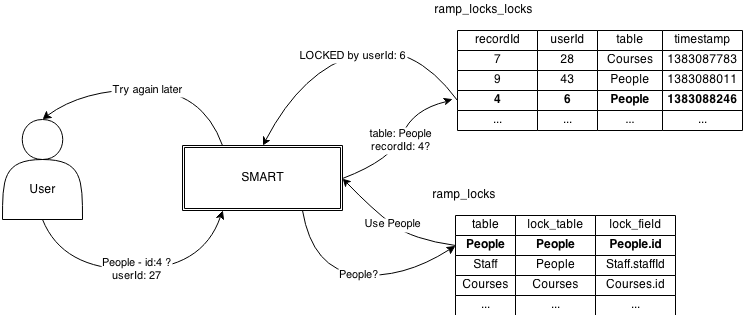 ramp_locks_locks
recordId userId table timestamp
7 28 Courses 1383087783
9 43 People 1383088011
4 6 People 1383088246
... ... ... ...
LOCKED by userId: 6
Try again later
table: People
recordId: 4?
User
SMART
ramp_locks
Use People
table lock_table lock_field
People People People.id
Staff People Staff.staffId
Courses Courses Courses.id
... ... ...
People - id:4 ?
userId: 27
People?